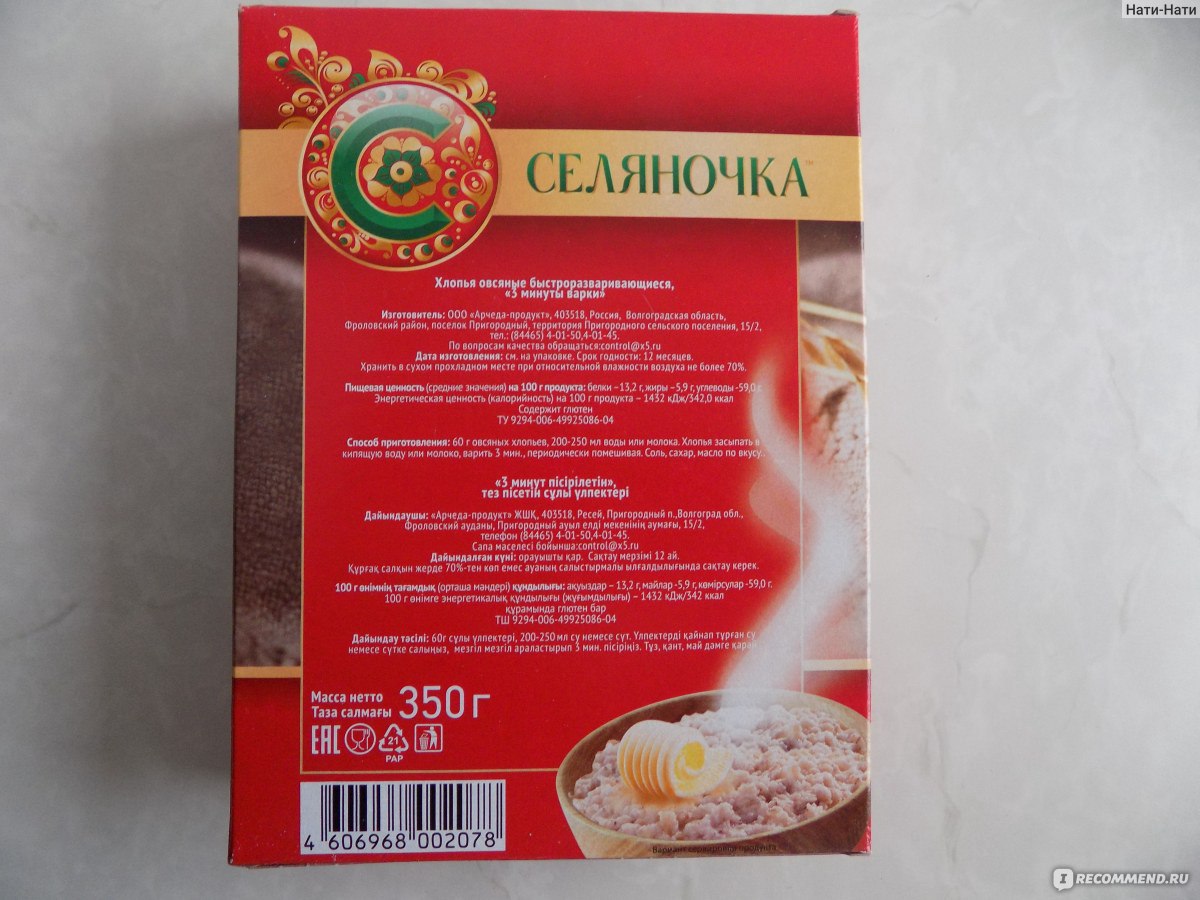 Нати-Нати
СЕЛЯНОЧКА™
Хлопья овсяные быстроразваривающиеся,
«3 минуты варки»
Изготовитель: ООО «Арчеда-продукт», 403518, Россия, Волгоградская область,
Фроловский район, поселок Пригородный, территория Пригородного сельского поселения, 15/2,
тел.: (84465) 4-01-50,4-01-45.
По вопросам качества обращаться:control@x5.ru
Дата изготовления: см. на упаковке. Срок годности: 12 месяцев.
Хранить в сухом прохладном месте при относительной влажности воздуха не более 70%.
Пищевая ценность (средние значения) на 100 г продукта: белки –13,2 г, жиры –5,9 г, углеводы -59,0 г
Энергетическая ценность (калорийность) на 100 г продукта – 1432 кДж/342,0 ккал
Содержит глютен
ТУ 9294-006-49925086-04
Способ приготовления: 60 г овсяных хлопьев, 200-250 мл воды или молока. Хлопья засыпать в
кипящую воду или молоко, варить 3 мин., периодически помешивая. Соль, сахар, масло по вкусу..
«3 минут пісірілетін»,
тез пісетін сұлы үлпектері
Дайындаушы: «Арчеда-продукт» ЖШҚ, 403518, Ресей, Пригородный п.,Волгоград обл.,
Фроловский ауданы, Пригородный ауыл елді мекенінің аумағы, 15/2,
телефон (84465) 4-01-50,4-01-45.
Сапа маселесі бойынша:control@x5.ru
Дайындалған күні: орауышты қар. Сақтау мерзімі 12 ай.
Құрғақ салқын жерде 70%-тен көп емес ауаның салыстырмалы ылғалдылығында сақтау керек.
100 г өнімнің тағамдық (орташа мәндері) құндылығы: ақуыздар – 13,2 г, майлар -5,9 г, көмірсулар -59,0 г.
100 г өнімге энергетикалық құндылығы (жұғымдылығы) – 1432 кДж/342 ккал
құрамында глютен бар
ТШ 9294-006-49925086-04
Дайындау тәсілі: 60г сұлы үлпектері, 200-250 мл су немесе сүт. Үлпектерді қайнап тұрған су
немесе сүтке салыңыз, мезгіл мезгіл араластырып 3 мин. пісіріңіз. Тұз, қант, май дәмге қарай
Масса нетто
Таза салмағы 350 г
EAC 21
PAP
4 606968 002078
Вариант сервировки продукта
IRECOMMEND.RU